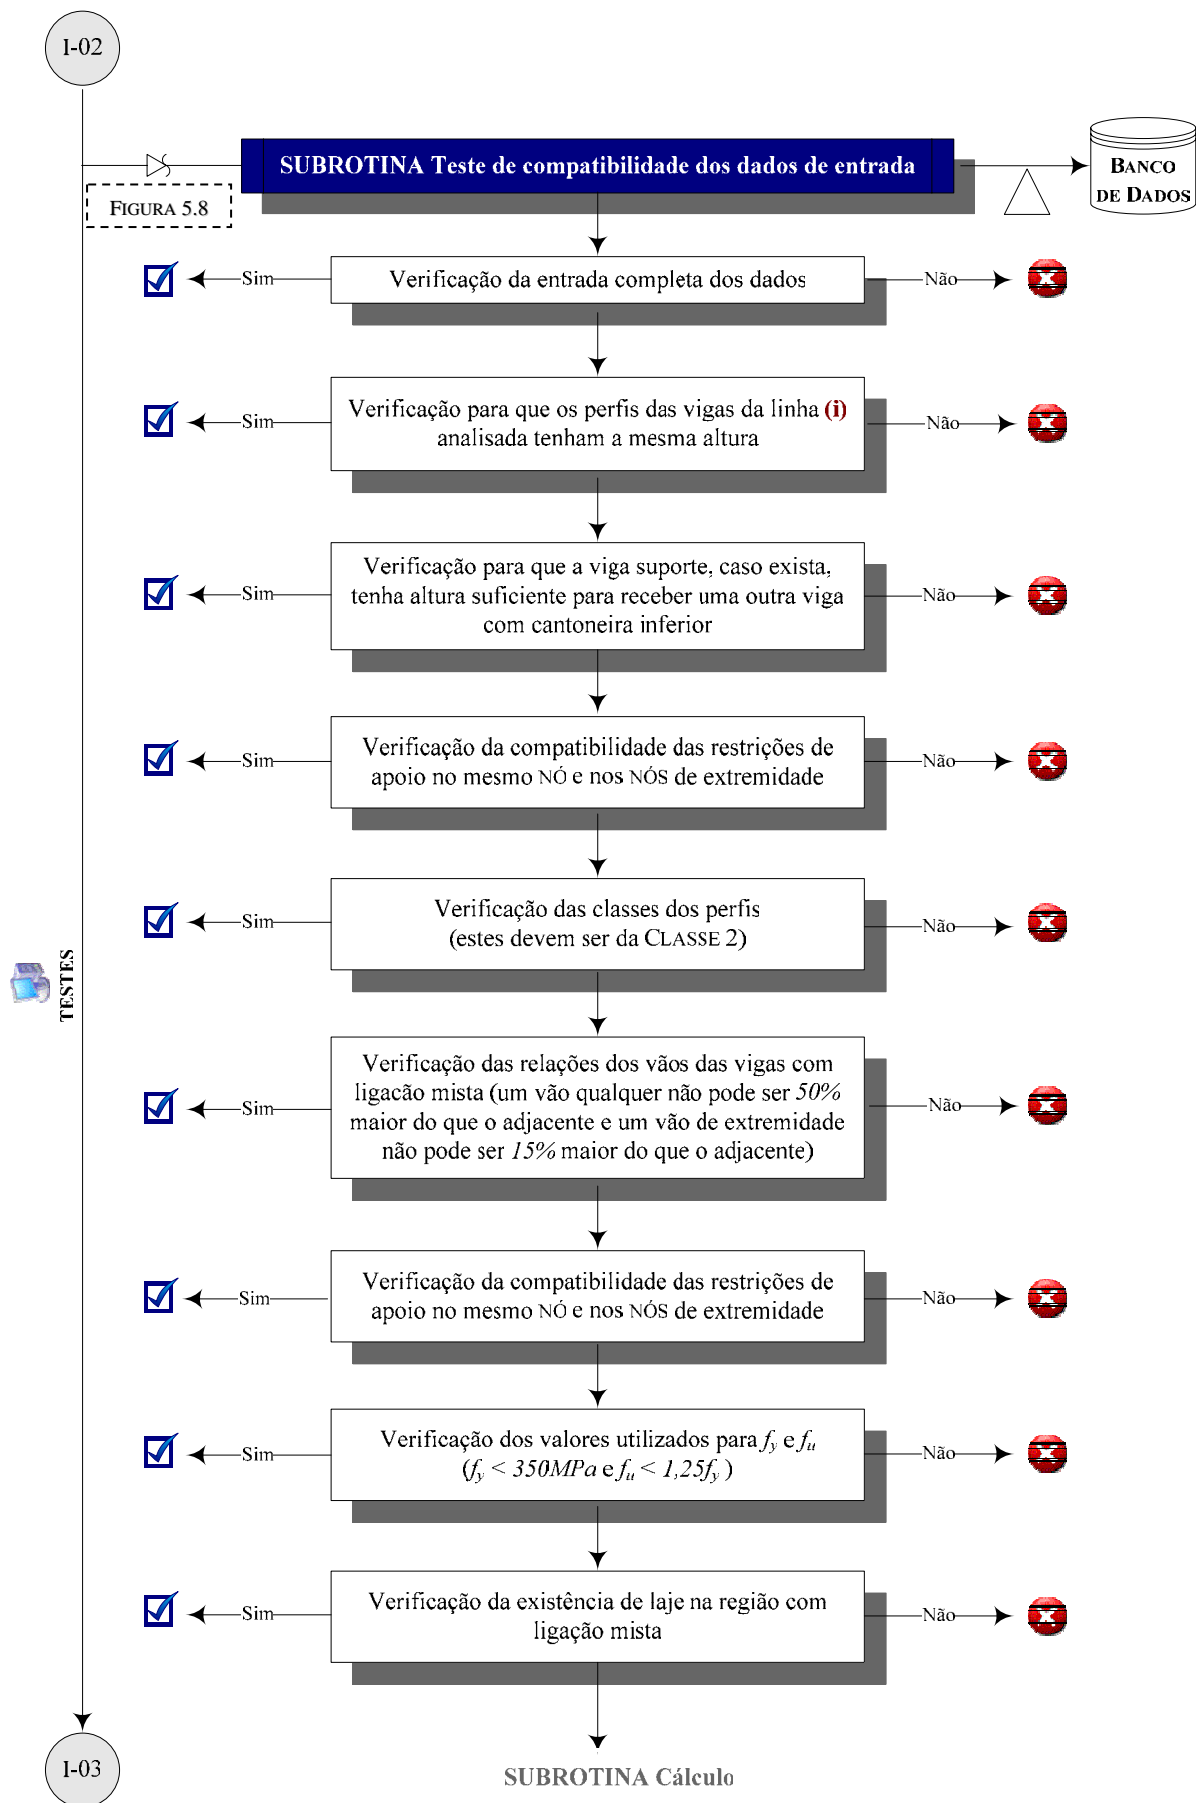 I-02
SUBROTINA Teste de compatibilidade dos dados de entrada
BANCO
DE DADOS
FIGURA 5.8
Sim
Verificação da entrada completa dos dados
Não
Sim
Verificação para que os perfis das vigas da linha (i)
analisada tenham a mesma altura
Não
Sim
Verificação para que a viga suporte, caso exista,
tenha altura suficiente para receber uma outra viga
com cantoneira inferior
Não
Sim
Verificação da compatibilidade das restrições de
apoio no mesmo NÓ e nos NÓS de extremidade
Não
Sim
Verificação das classes dos perfis
(estes devem ser da CLASSE 2)
Não
TESTES
Sim
Verificação das relações dos vãos das vigas com
ligacão mista (um vão qualquer não pode ser 50%
maior do que o adjacente e um vão de extremidade
não pode ser 15% maior do que o adjacente)
Não
Sim
Verificação da compatibilidade das restrições de
apoio no mesmo NÓ e nos NÓS de extremidade
Não
Sim
Verificação dos valores utilizados para fy e fu
(fy < 350MPa e fu < 1,25fy )
Não
Sim
Verificação da existência de laje na região com
ligação mista
Não
I-03
SUBROTINA Cálculo